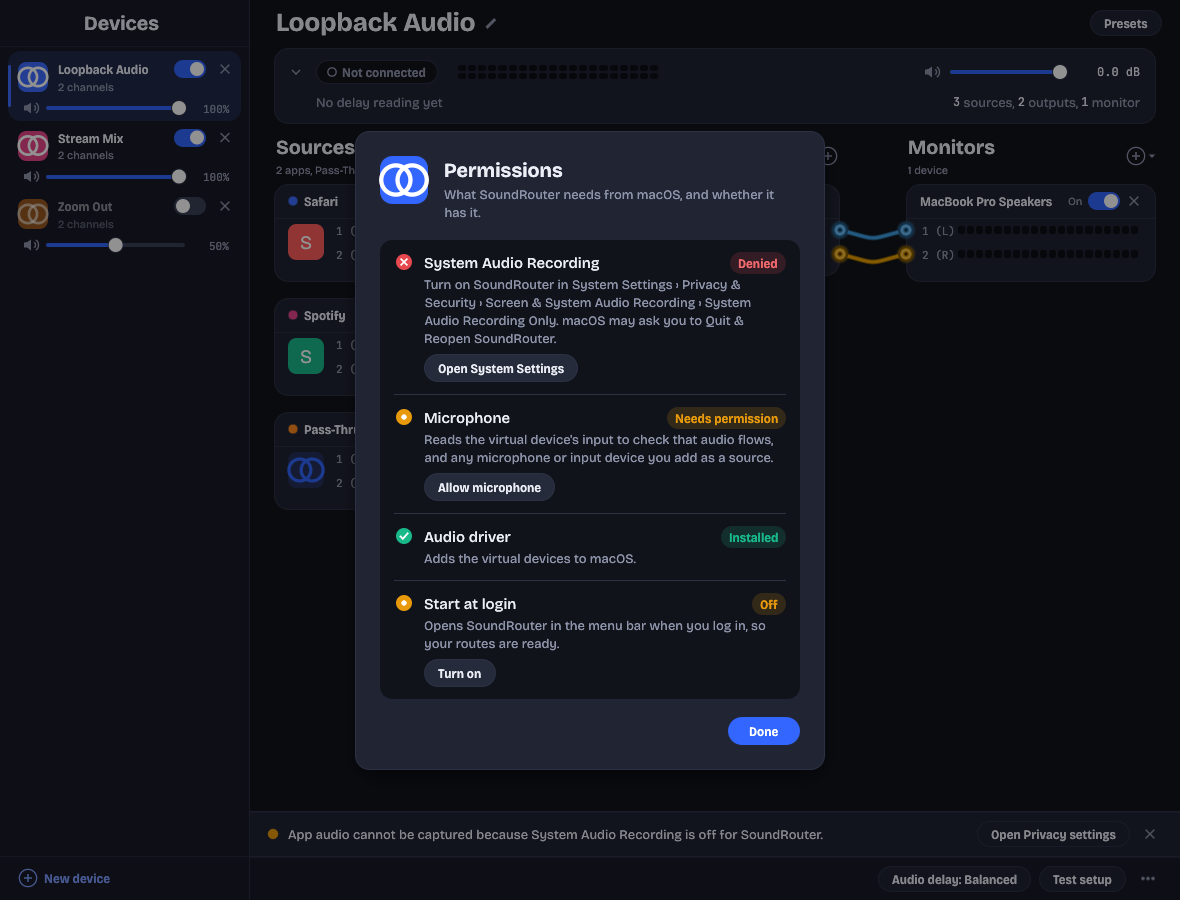 Devices
Loopback Audio
2 channels
100%
Stream Mix
2 channels
100%
Zoom Out
2 channels
50%
New device
Loopback Audio
Presets
Not connected
0.0 dB
No delay reading yet
3 sources, 2 outputs, 1 monitor
Sources
2 apps, Pass-Th
Safari
S
1 (
2 (
Spotify
S
1 (
2 (
Pass-Thru
1 (
2 (
Monitors
1 device
MacBook Pro Speakers
On
1 (L)
2 (R)
Permissions
What SoundRouter needs from macOS, and whether it
has it.
System Audio Recording
Denied
Turn on SoundRouter in System Settings › Privacy &
Security › Screen & System Audio Recording › System
Audio Recording Only. macOS may ask you to Quit &
Reopen SoundRouter.
Open System Settings
Microphone
Needs permission
Reads the virtual device's input to check that audio flows,
and any microphone or input device you add as a source.
Allow microphone
Audio driver
Installed
Adds the virtual devices to macOS.
Start at login
Off
Opens SoundRouter in the menu bar when you log in, so
your routes are ready.
Turn on
Done
App audio cannot be captured because System Audio Recording is off for SoundRouter.
Open Privacy settings
Audio delay: Balanced
Test setup